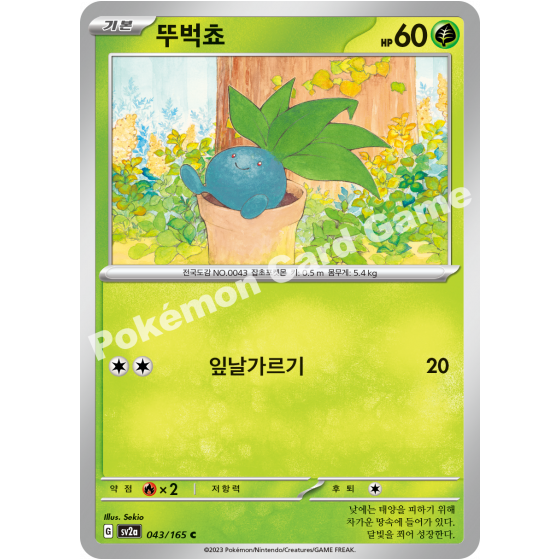 기본
뚜벅쵸
HP 60
전국도감 NO.0043 잡초포켓몬 키: 0.5 m 몸무게: 5.4 kg
Pokémon Card Game
잎날가르기 20
약점 ×2 저항력 후퇴
Illus. Sekio
G sv2a 043/165 C
낮에는 태양을 피하기 위해
차가운 땅속에 들어가 있다.
달빛을 쬐어 성장한다.
©2023 Pokémon/Nintendo/Creatures/GAME FREAK.